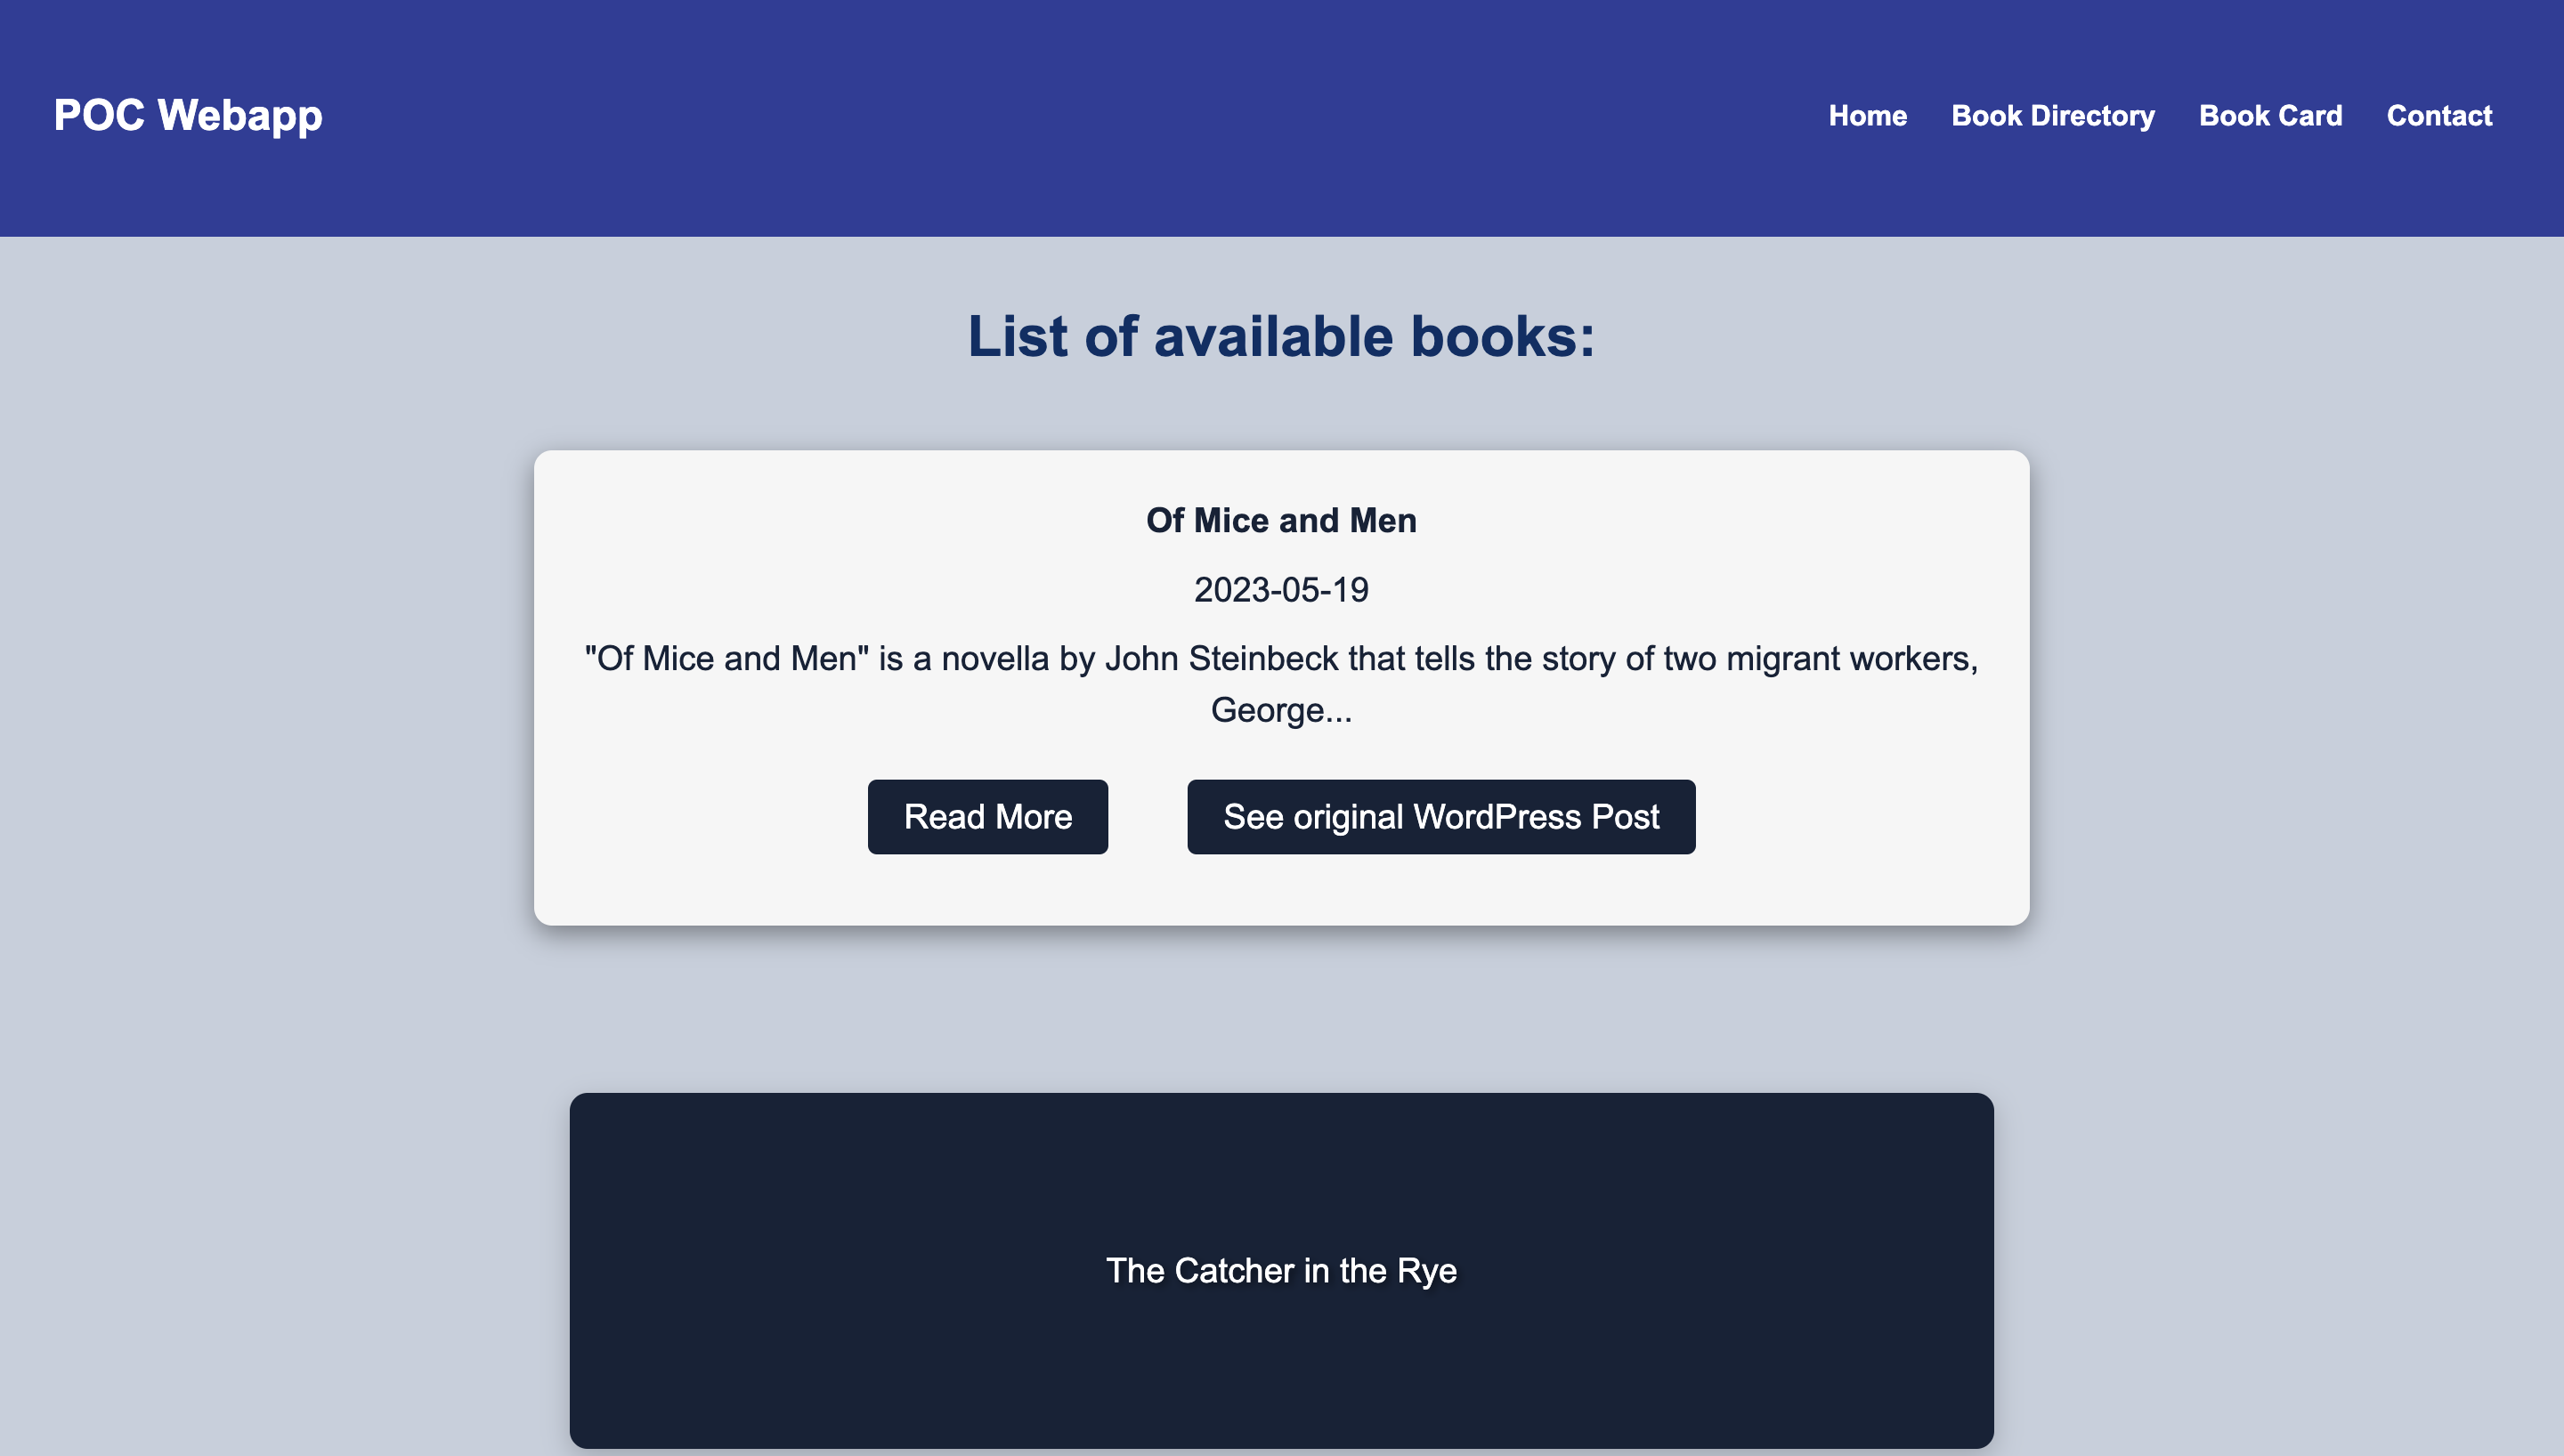 POC Webapp
Home Book Directory Book Card Contact
List of available books:
Of Mice and Men
2023-05-19
"Of Mice and Men" is a novella by John Steinbeck that tells the story of two migrant workers,
George...
Read More See original WordPress Post
The Catcher in the Rye